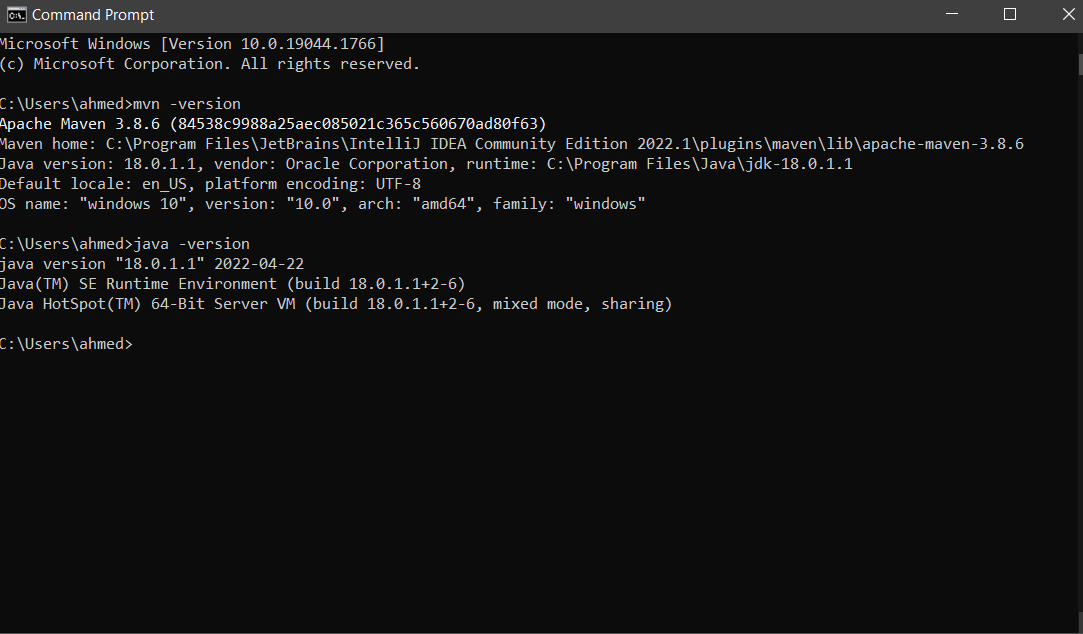 Command Prompt
Microsoft Windows [Version 10.0.19044.1766]
(c) Microsoft Corporation. All rights reserved.
C:\Users\ahmed>mvn -version
Apache Maven 3.8.6 (84538c9988a25aec085021c365c560670ad80f63)
Maven home: C:\Program Files\JetBrains\IntelliJ IDEA Community Edition 2022.1\plugins\maven\lib\apache-maven-3.8.6
Java version: 18.0.1.1, vendor: Oracle Corporation, runtime: C:\Program Files\Java\jdk-18.0.1.1
Default locale: en_US, platform encoding: UTF-8
OS name: "windows 10", version: "10.0", arch: "amd64", family: "windows"
C:\Users\ahmed>java -version
java version "18.0.1.1" 2022-04-22
Java(TM) SE Runtime Environment (build 18.0.1.1+2-6)
Java HotSpot(TM) 64-Bit Server VM (build 18.0.1.1+2-6, mixed mode, sharing)
C:\Users\ahmed>